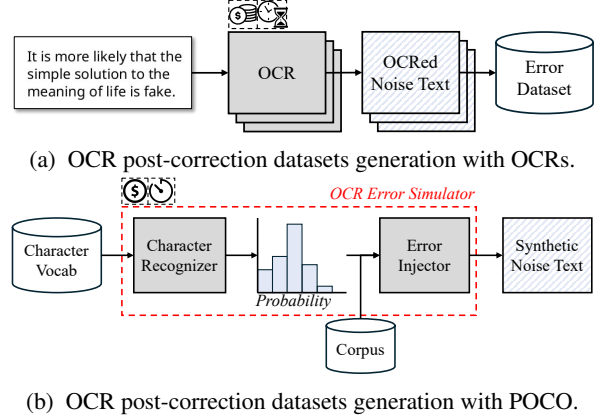 It is more likely that the
simple solution to the
meaning of life is fake.
OCR
OCRed
Noise Text
Error
Dataset
(a) OCR post-correction datasets generation with OCRs.
OCR Error Simulator
Character
Vocab
Character
Recognizer
Probability
Error
Injector
Synthetic
Noise Text
Corpus
(b) OCR post-correction datasets generation with POCO.